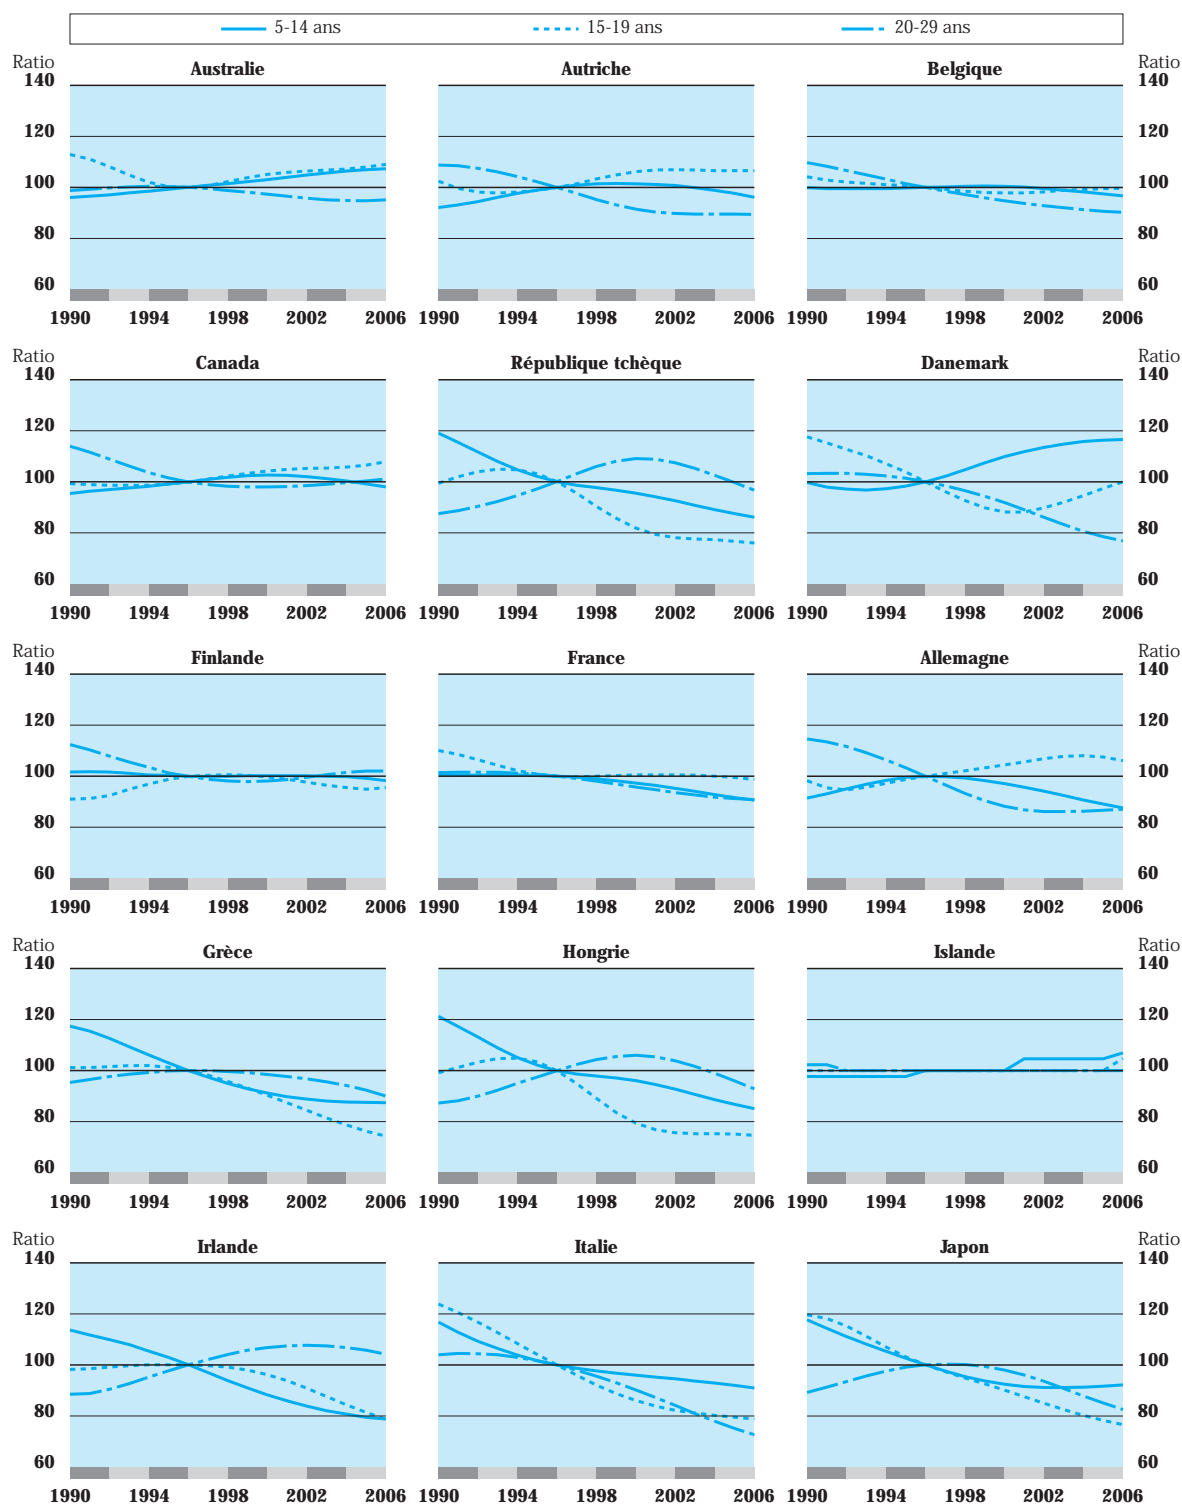 5-14 ans 15-19 ans 20-29 ans
Ratio Ratio
Australie Autriche Belgique
140 140
120 120
100 100
80 80
60 60
1990 1994 1998 2002 2006 1990 1994 1998 2002 2006 1990 1994 1998 2002 2006
Ratio Ratio
Canada République tchèque Danemark
140 140
120 120
100 100
80 80
60 60
1990 1994 1998 2002 2006 1990 1994 1998 2002 2006 1990 1994 1998 2002 2006
Ratio Ratio
Finlande France Allemagne
140 140
120 120
100 100
80 80
60 60
1990 1994 1998 2002 2006 1990 1994 1998 2002 2006 1990 1994 1998 2002 2006
Ratio Ratio
Grèce Hongrie Islande
140 140
120 120
100 100
80 80
60 60
1990 1994 1998 2002 2006 1990 1994 1998 2002 2006 1990 1994 1998 2002 2006
Ratio Ratio
Irlande Italie Japon
140 140
120 120
100 100
80 80
60 60
1990 1994 1998 2002 2006 1990 1994 1998 2002 2006 1990 1994 1998 2002 2006